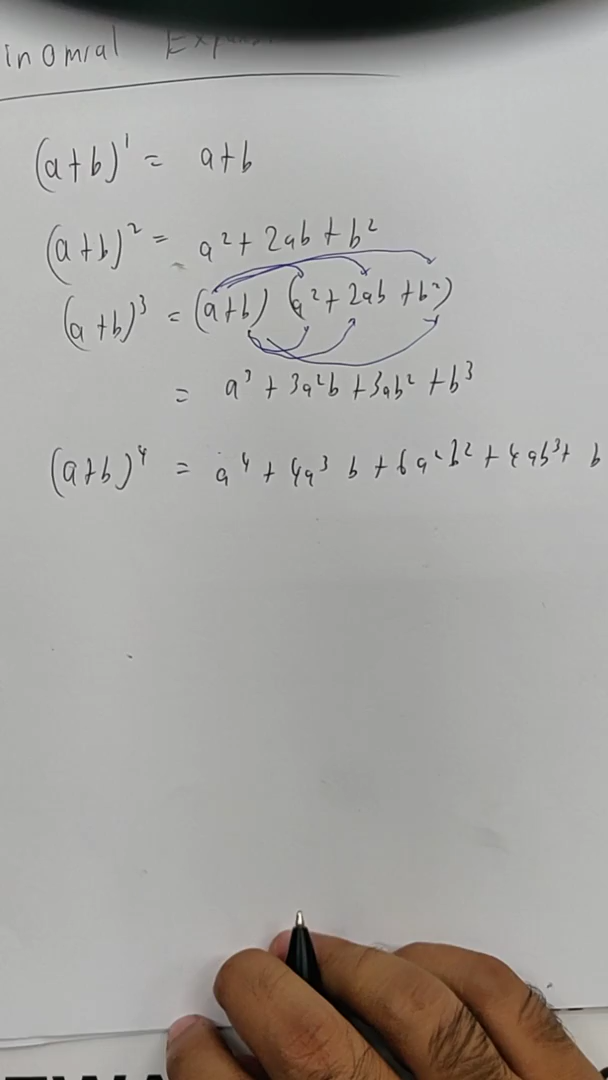 inomial Expan
(a+b)¹ = a+b
(a+b)² = a² + 2ab + b²
(a+b)³ = (a+b) (a² + 2ab + b²)
= a³ + 3a²b + 3ab² + b³
(a+b)⁴ = a⁴ + 4a³b + 6a²b² + 4ab³ + b